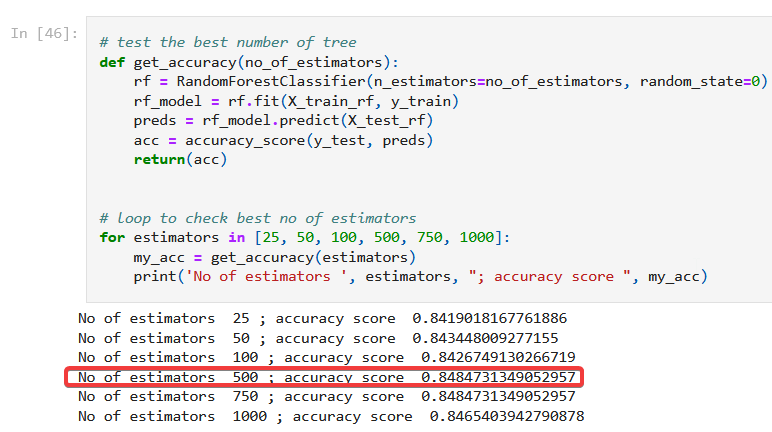 In [46]:
# test the best number of tree
def get_accuracy(no_of_estimators):
rf = RandomForestClassifier(n_estimators=no_of_estimators, random_state=0)
rf_model = rf.fit(X_train_rf, y_train)
preds = rf_model.predict(X_test_rf)
acc = accuracy_score(y_test, preds)
return(acc)
# loop to check best no of estimators
for estimators in [25, 50, 100, 500, 750, 1000]:
my_acc = get_accuracy(estimators)
print('No of estimators ', estimators, "; accuracy score ", my_acc)
No of estimators  25 ; accuracy score  0.8419018167761886
No of estimators  50 ; accuracy score  0.843448009277155
No of estimators  100 ; accuracy score  0.8426749130266719
No of estimators  500 ; accuracy score  0.8484731349052957
No of estimators  750 ; accuracy score  0.8484731349052957
No of estimators  1000 ; accuracy score  0.8465403942790878